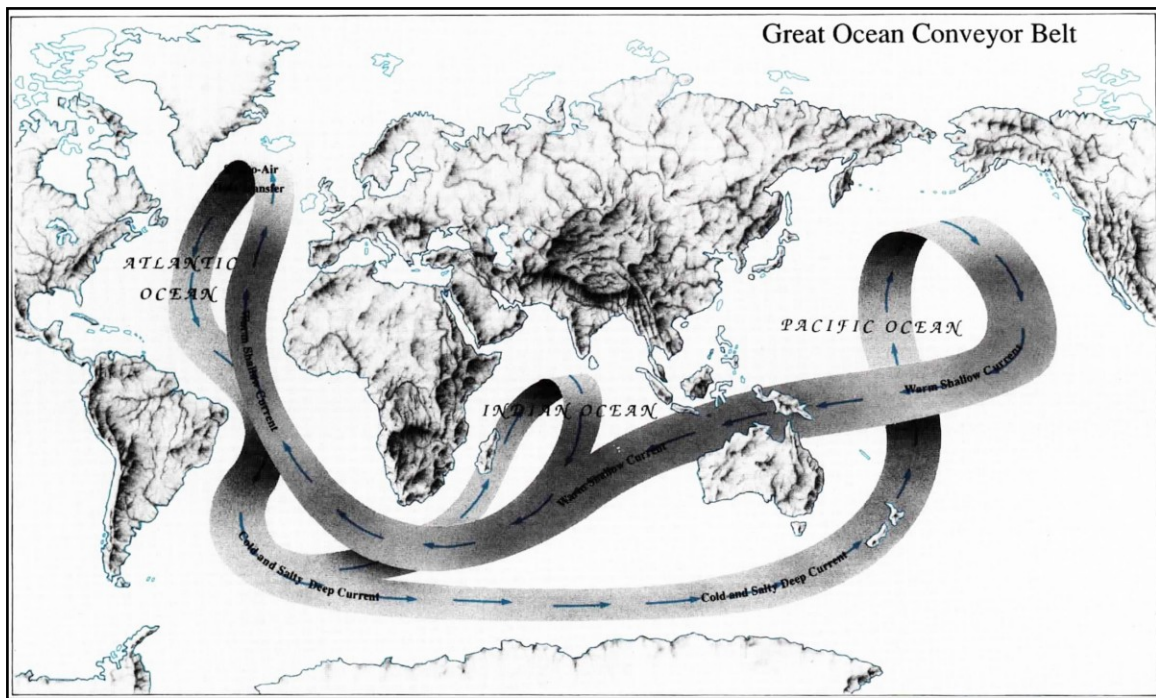 Great Ocean Conveyor Belt
-Air
ATLANTIC
OCEAN
Warm Shallow Current
PACIFIC OCEAN
Warm Shallow Current
INDIAN OCEAN
Warm Shallow Current
Cold and Salty Deep Current
Cold and Salty Deep Current